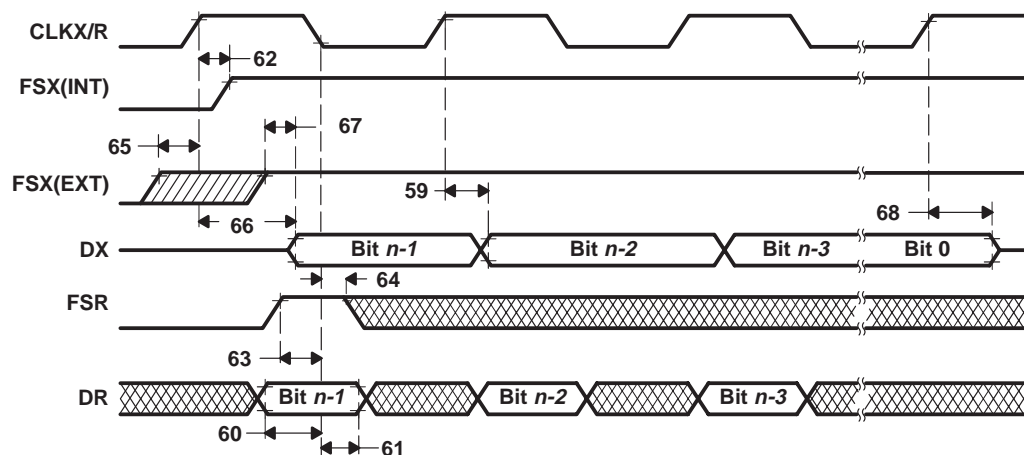 CLKX/R
62
FSX(INT)
67
65
FSX(EXT)
59
66
68
DX
Bit n-1
Bit n-2
Bit n-3
Bit 0
64
FSR
63
DR
Bit n-1
Bit n-2
Bit n-3
60
61